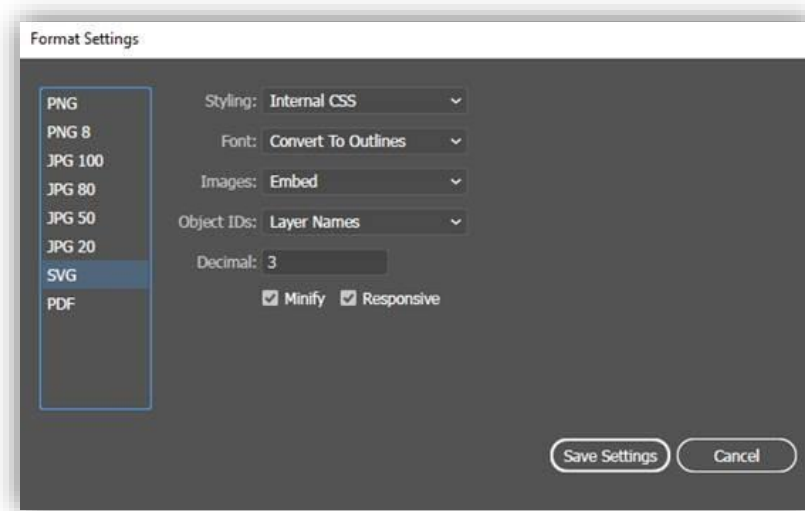 Format Settings
PNG
PNG 8
JPG 100
JPG 80
JPG 50
JPG 20
SVG
PDF
Styling: Internal CSS
Font: Convert To Outlines
Images: Embed
Object IDs: Layer Names
Decimal: 3
Minify Responsive
Save Settings Cancel